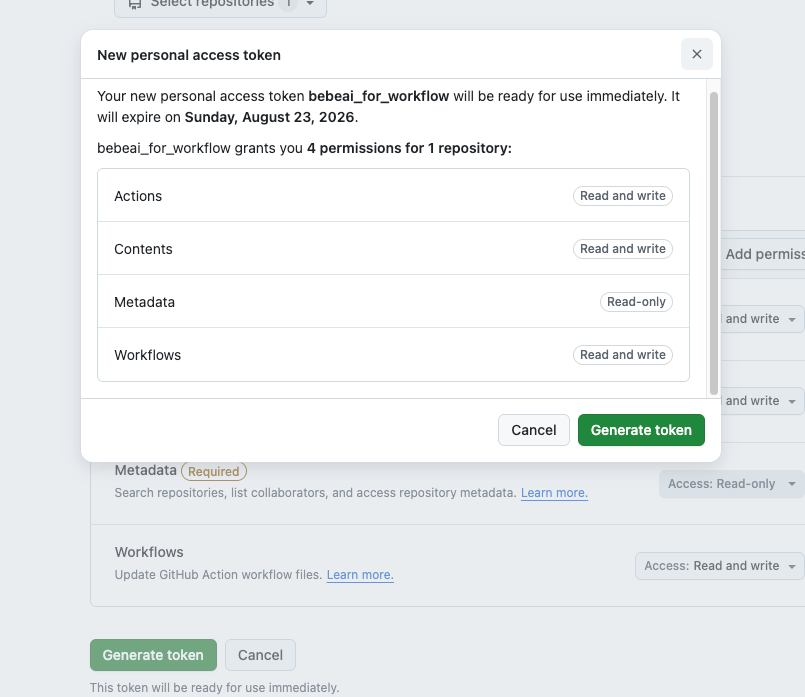 Select repositories 1
New personal access token
Your new personal access token bebeai_for_workflow will be ready for use immediately. It
will expire on Sunday, August 23, 2026.
bebeai_for_workflow grants you 4 permissions for 1 repository:
Actions Read and write
Contents Read and write
Metadata Read-only
Workflows Read and write
Cancel Generate token
Add permiss
and write
and write
Metadata Required
Search repositories, list collaborators, and access repository metadata. Learn more.
Access: Read-only
Workflows
Update GitHub Action workflow files. Learn more.
Access: Read and write
Generate token Cancel
This token will be ready for use immediately.